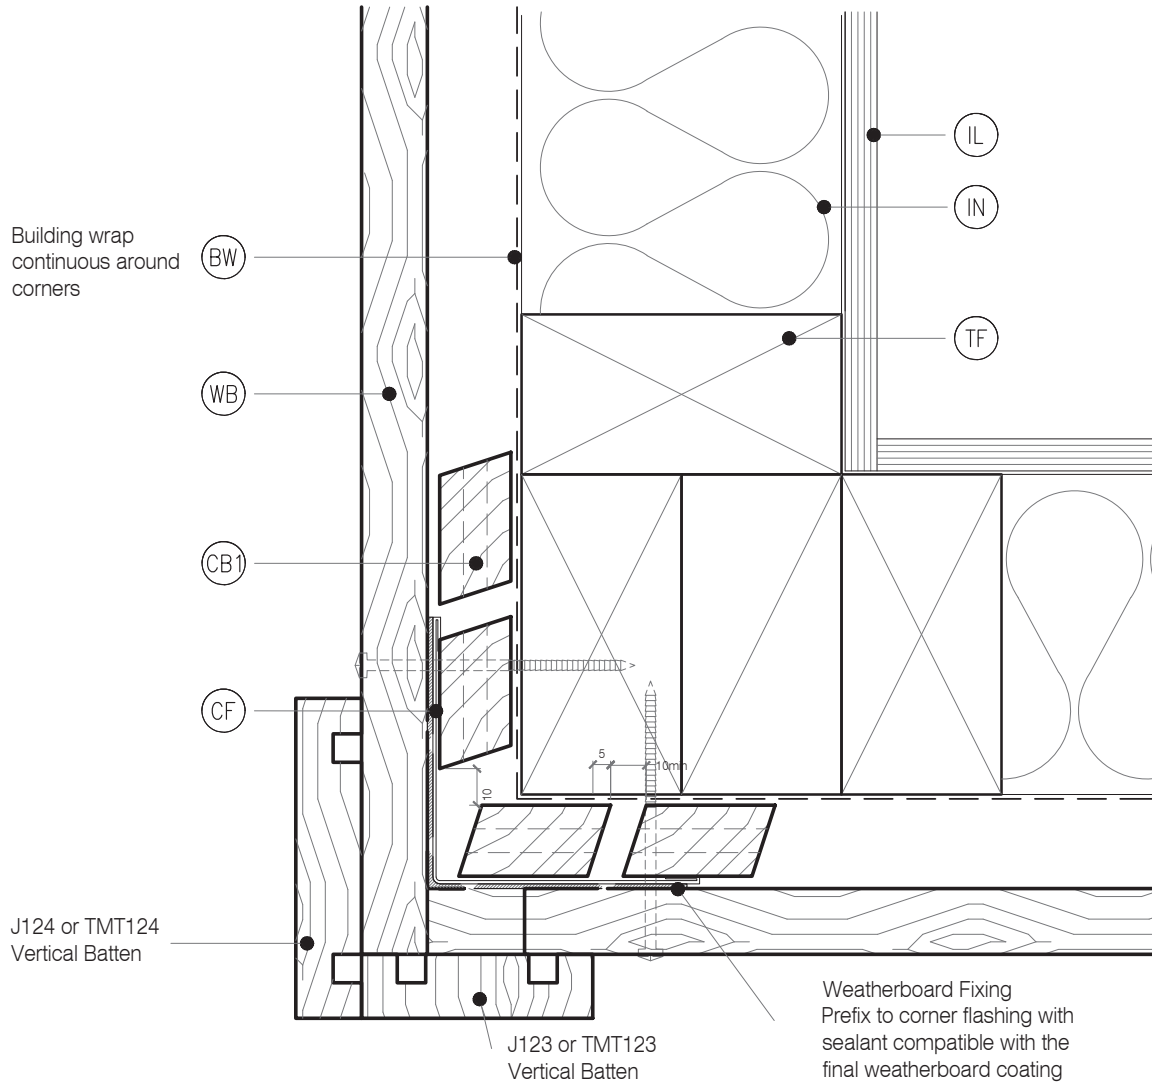 IL
IN
Building wrap
continuous around
corners
BW
TF
WB
CB1
CF
5
10min
10
J124 or TMT124
Vertical Batten
J123 or TMT123
Vertical Batten
Weatherboard Fixing
Prefix to corner flashing with
sealant compatible with the
final weatherboard coating